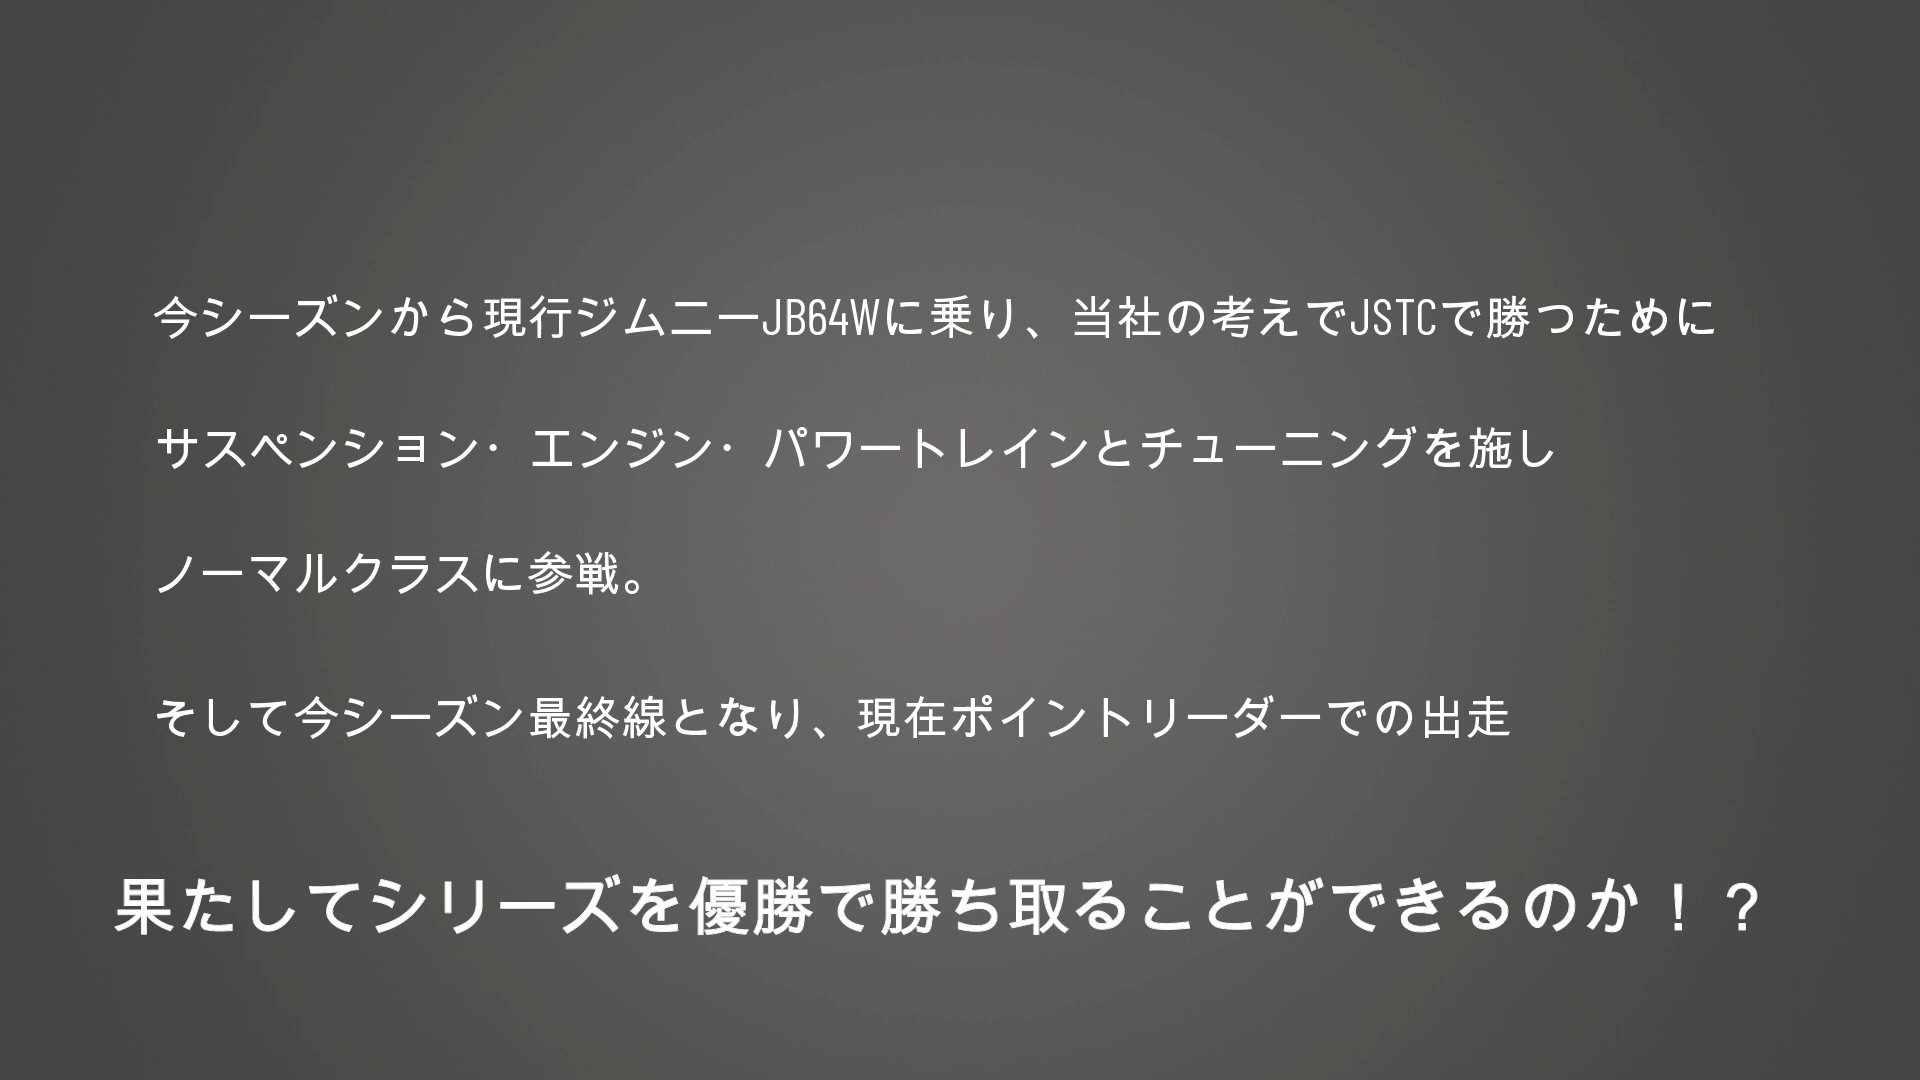 今シーズンから現行ジムニーJB64Wに乗り、当社の考えでJSTCで勝つために
サスペンション・エンジン・パワートレインとチューニングを施し
ノーマルクラスに参戦。
そして今シーズン最終線となり、現在ポイントリーダーでの出走
果たしてシリーズを優勝で勝ち取ることができるのか！？